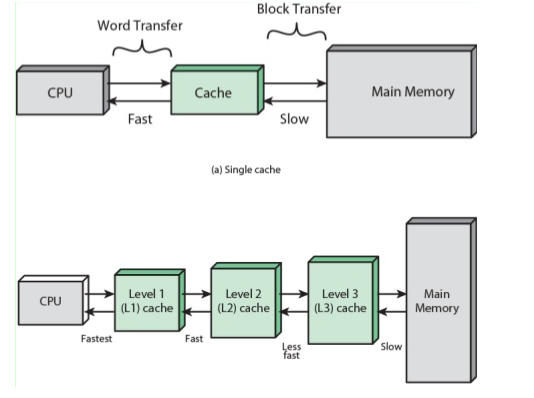 Block Transfer
Word Transfer
CPU
Cache
Main Memory
Fast
Slow
(a) Single cache
CPU
Level 1
(L1) cache
Level 2
(L2) cache
Level 3
(L3) cache
Main
Memory
Fastest
Fast
Less
fast
Slow